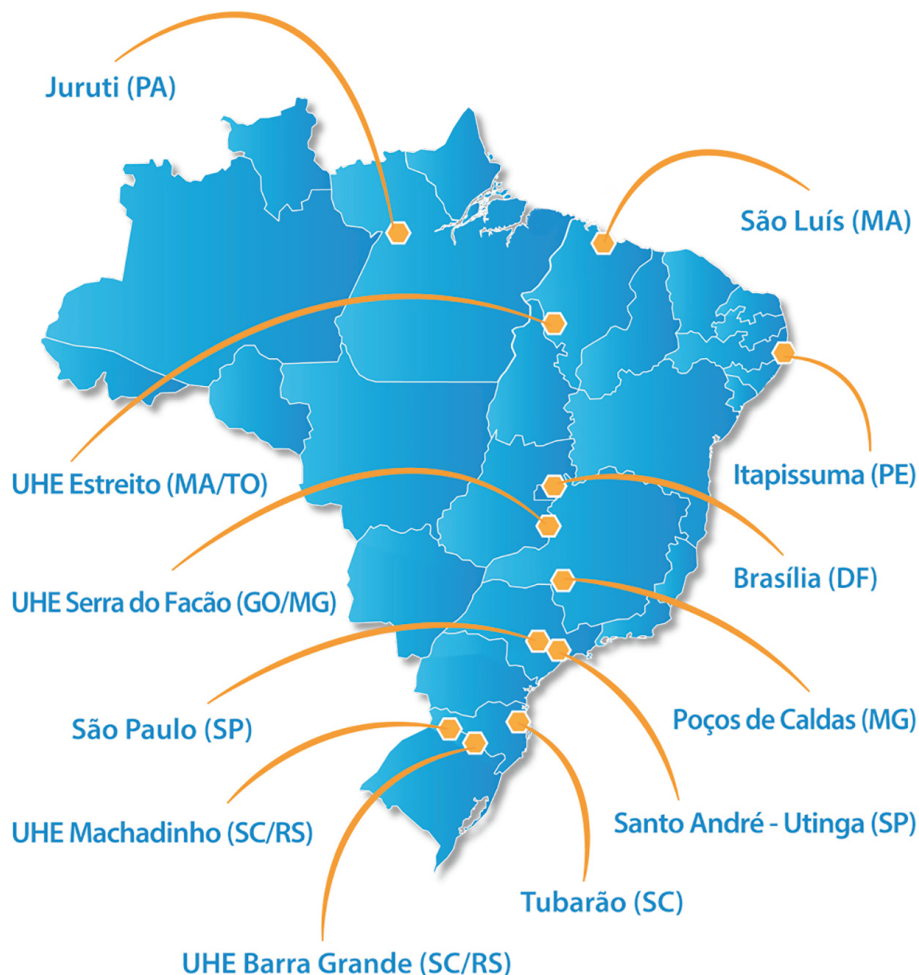 Juruti (PA)
São Luís (MA)
UHE Estreito (MA/TO)
Itapissuma (PE)
Brasília (DF)
UHE Serra do Facão (GO/MG)
São Paulo (SP)
Poços de Caldas (MG)
UHE Machadinho (SC/RS)
Santo André - Utinga (SP)
Tubarão (SC)
UHE Barra Grande (SC/RS)